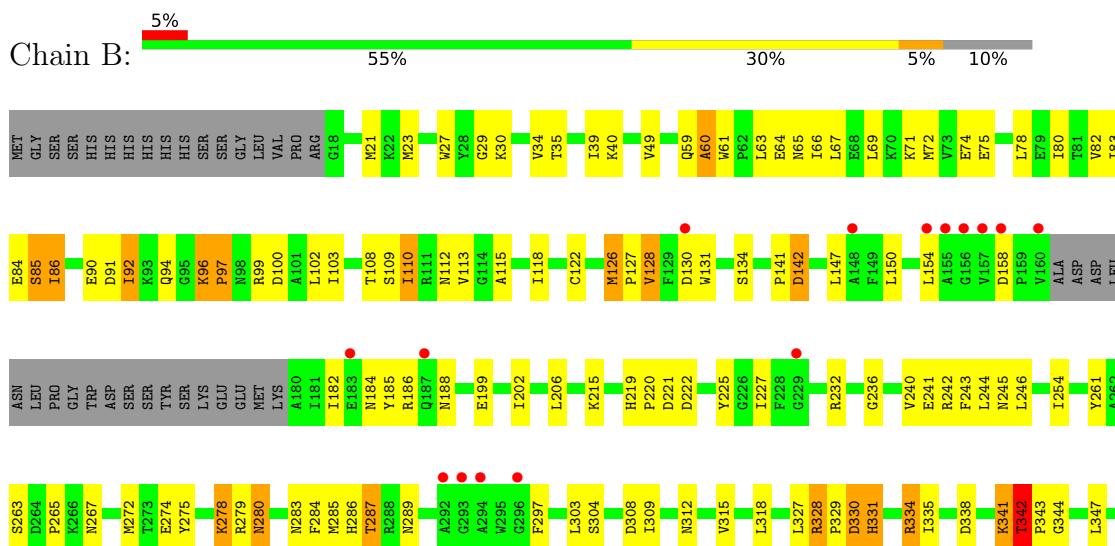 5%
Chain B:
55% 30% 5% 10%
MET GLY SER SER HIS HIS HIS HIS HIS HIS SER SER GLY LEU VAL PRO ARG G18 M21 K22 M23 W27 Y28 G29 K30 V34 T35 I39 K40 V49 Q59 A60 W61 P62 L63 E64 N65 I66 L67 E68 L69 K70 K71 M72 V73 E74 E75 L78 E79 I80 T81 V82
E84 S85 I86 E90 D91 I92 K93 Q94 G95 K96 P97 N98 R99 D100 A101 L102 I103 T108 S109 I110 R111 N112 V113 G114 A115 I118 C122 M126 P127 V128 F129 D130 W131 S134 P141 D142 L147 A148 F149 L150 L154 A155 G156 V157 D158 P159 V160 ALA ASP ASP LEU
ASN LEU PRO GLY TRP ASP SER SER TYR SER LYS GLU GLU MET LYS A180 I181 I182 E183 N184 Y185 R186 Q187 N188 E199 I202 L206 K215 H219 P220 D221 D222 Y225 G226 I227 F228 G229 R232 G236 V240 E241 R242 F243 L244 N245 L246 I254 Y261 A262
S263 D264 P265 K266 N267 M272 T273 E274 Y275 K278 R279 N280 N283 F284 M285 H286 T287 R288 N289 A292 G293 A294 W295 G296 F297 L303 S304 D308 I309 N312 V315 L318 L327 R328 P329 D330 H331 R334 I335 D338 K341 T342 P343 G344 L347